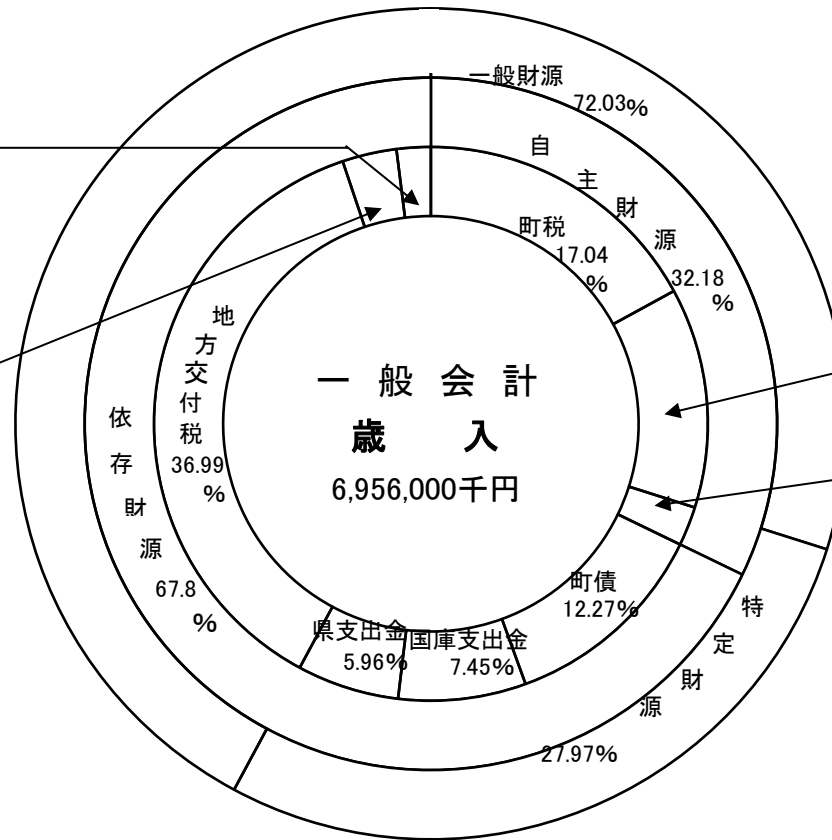 一般財源
72.03%
自主財源
32.18
%
町税
17.04
%
一般会計
歳入
6,956,000千円
地方交付税
36.99
%
依存財源
67.8
%
町債
12.27%
国庫支出金
7.45%
県支出金
5.96%
特定財源
27.97%